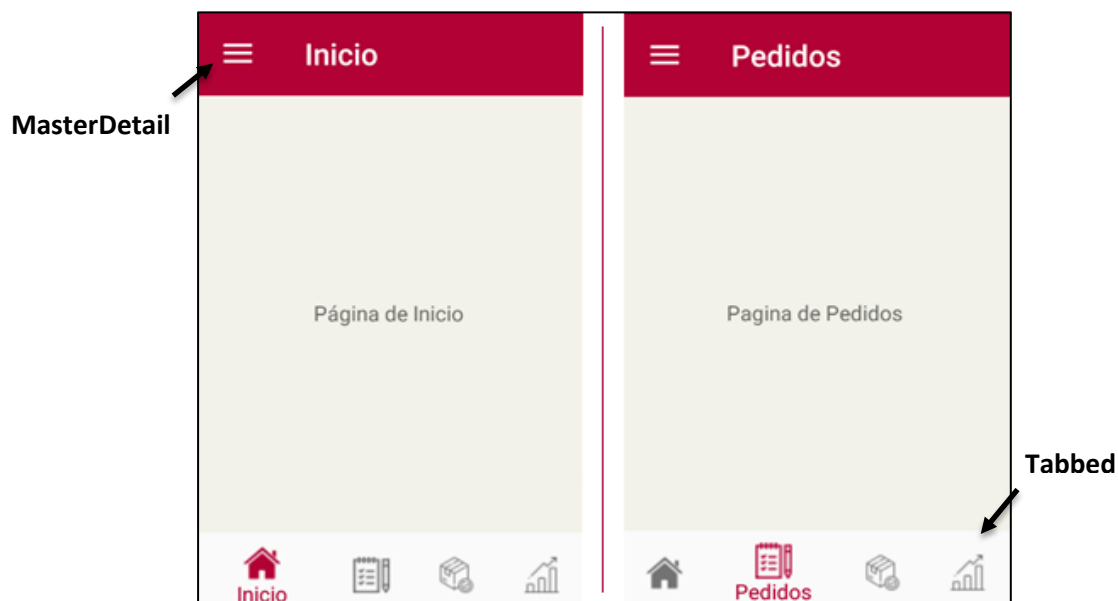 Inicio
Pedidos
MasterDetail
Página de Inicio
Pagina de Pedidos
Tabbed
Inicio
Pedidos